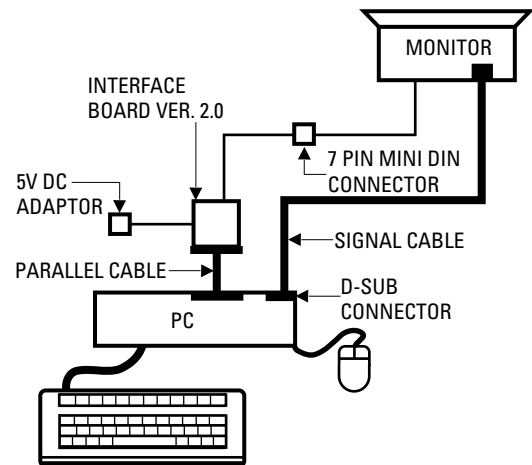 MONITOR
INTERFACE
BOARD VER. 2.0
7 PIN MINI DIN
CONNECTOR
5V DC
ADAPTOR
SIGNAL CABLE
PARALLEL CABLE
D-SUB
CONNECTOR
PC